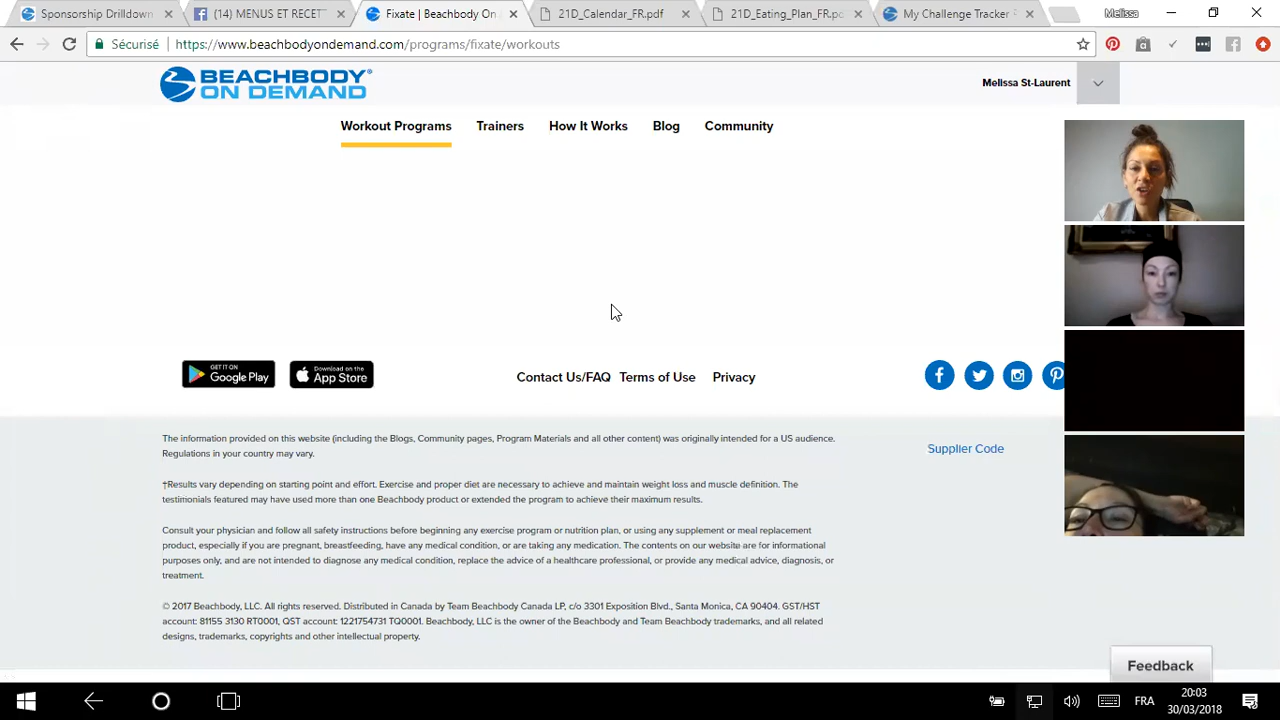 Sponsorship Drilldown
(14) MENUS ET RECET
Fixate | Beachbody On
21D_Calendar_FR.pdf
21D_Eating_Plan_FR.pd
My Challenge Tracker
Melissa
Sécurisé
https://www.beachbodyondemand.com/programs/fixate/workouts
BEACHBODY
ON DEMAND
Melissa St-Laurent
Workout Programs
Trainers
How It Works
Blog
Community
GET IT ON
Google Play
Download on the
App Store
Contact Us/FAQ
Terms of Use
Privacy
The information provided on this website (including the Blogs, Community pages, Program Materials and all other content) was originally intended for a US audience.
Regulations in your country may vary.
Supplier Code
†Results vary depending on starting point and effort. Exercise and proper diet are necessary to achieve and maintain weight loss and muscle definition. The
testimonials featured may have used more than one Beachbody product or extended the program to achieve their maximum results.
Consult your physician and follow all safety instructions before beginning any exercise program or nutrition plan, or using any supplement or meal replacement
product, especially if you are pregnant, breastfeeding, have any medical condition, or are taking any medication. The contents on our website are for informational
purposes only, and are not intended to diagnose any medical condition, replace the advice of a healthcare professional, or provide any medical advice, diagnosis, or
treatment.
© 2017 Beachbody, LLC. All rights reserved. Distributed in Canada by Team Beachbody Canada LP, c/o 3301 Exposition Blvd., Santa Monica, CA 90404. GST/HST
account: 81155 3130 RT0001, QST account: 1221754731 TQ0001. Beachbody, LLC is the owner of the Beachbody and Team Beachbody trademarks, and all related
designs, trademarks, copyrights and other intellectual property.
Feedback
FRA
20:03
30/03/2018